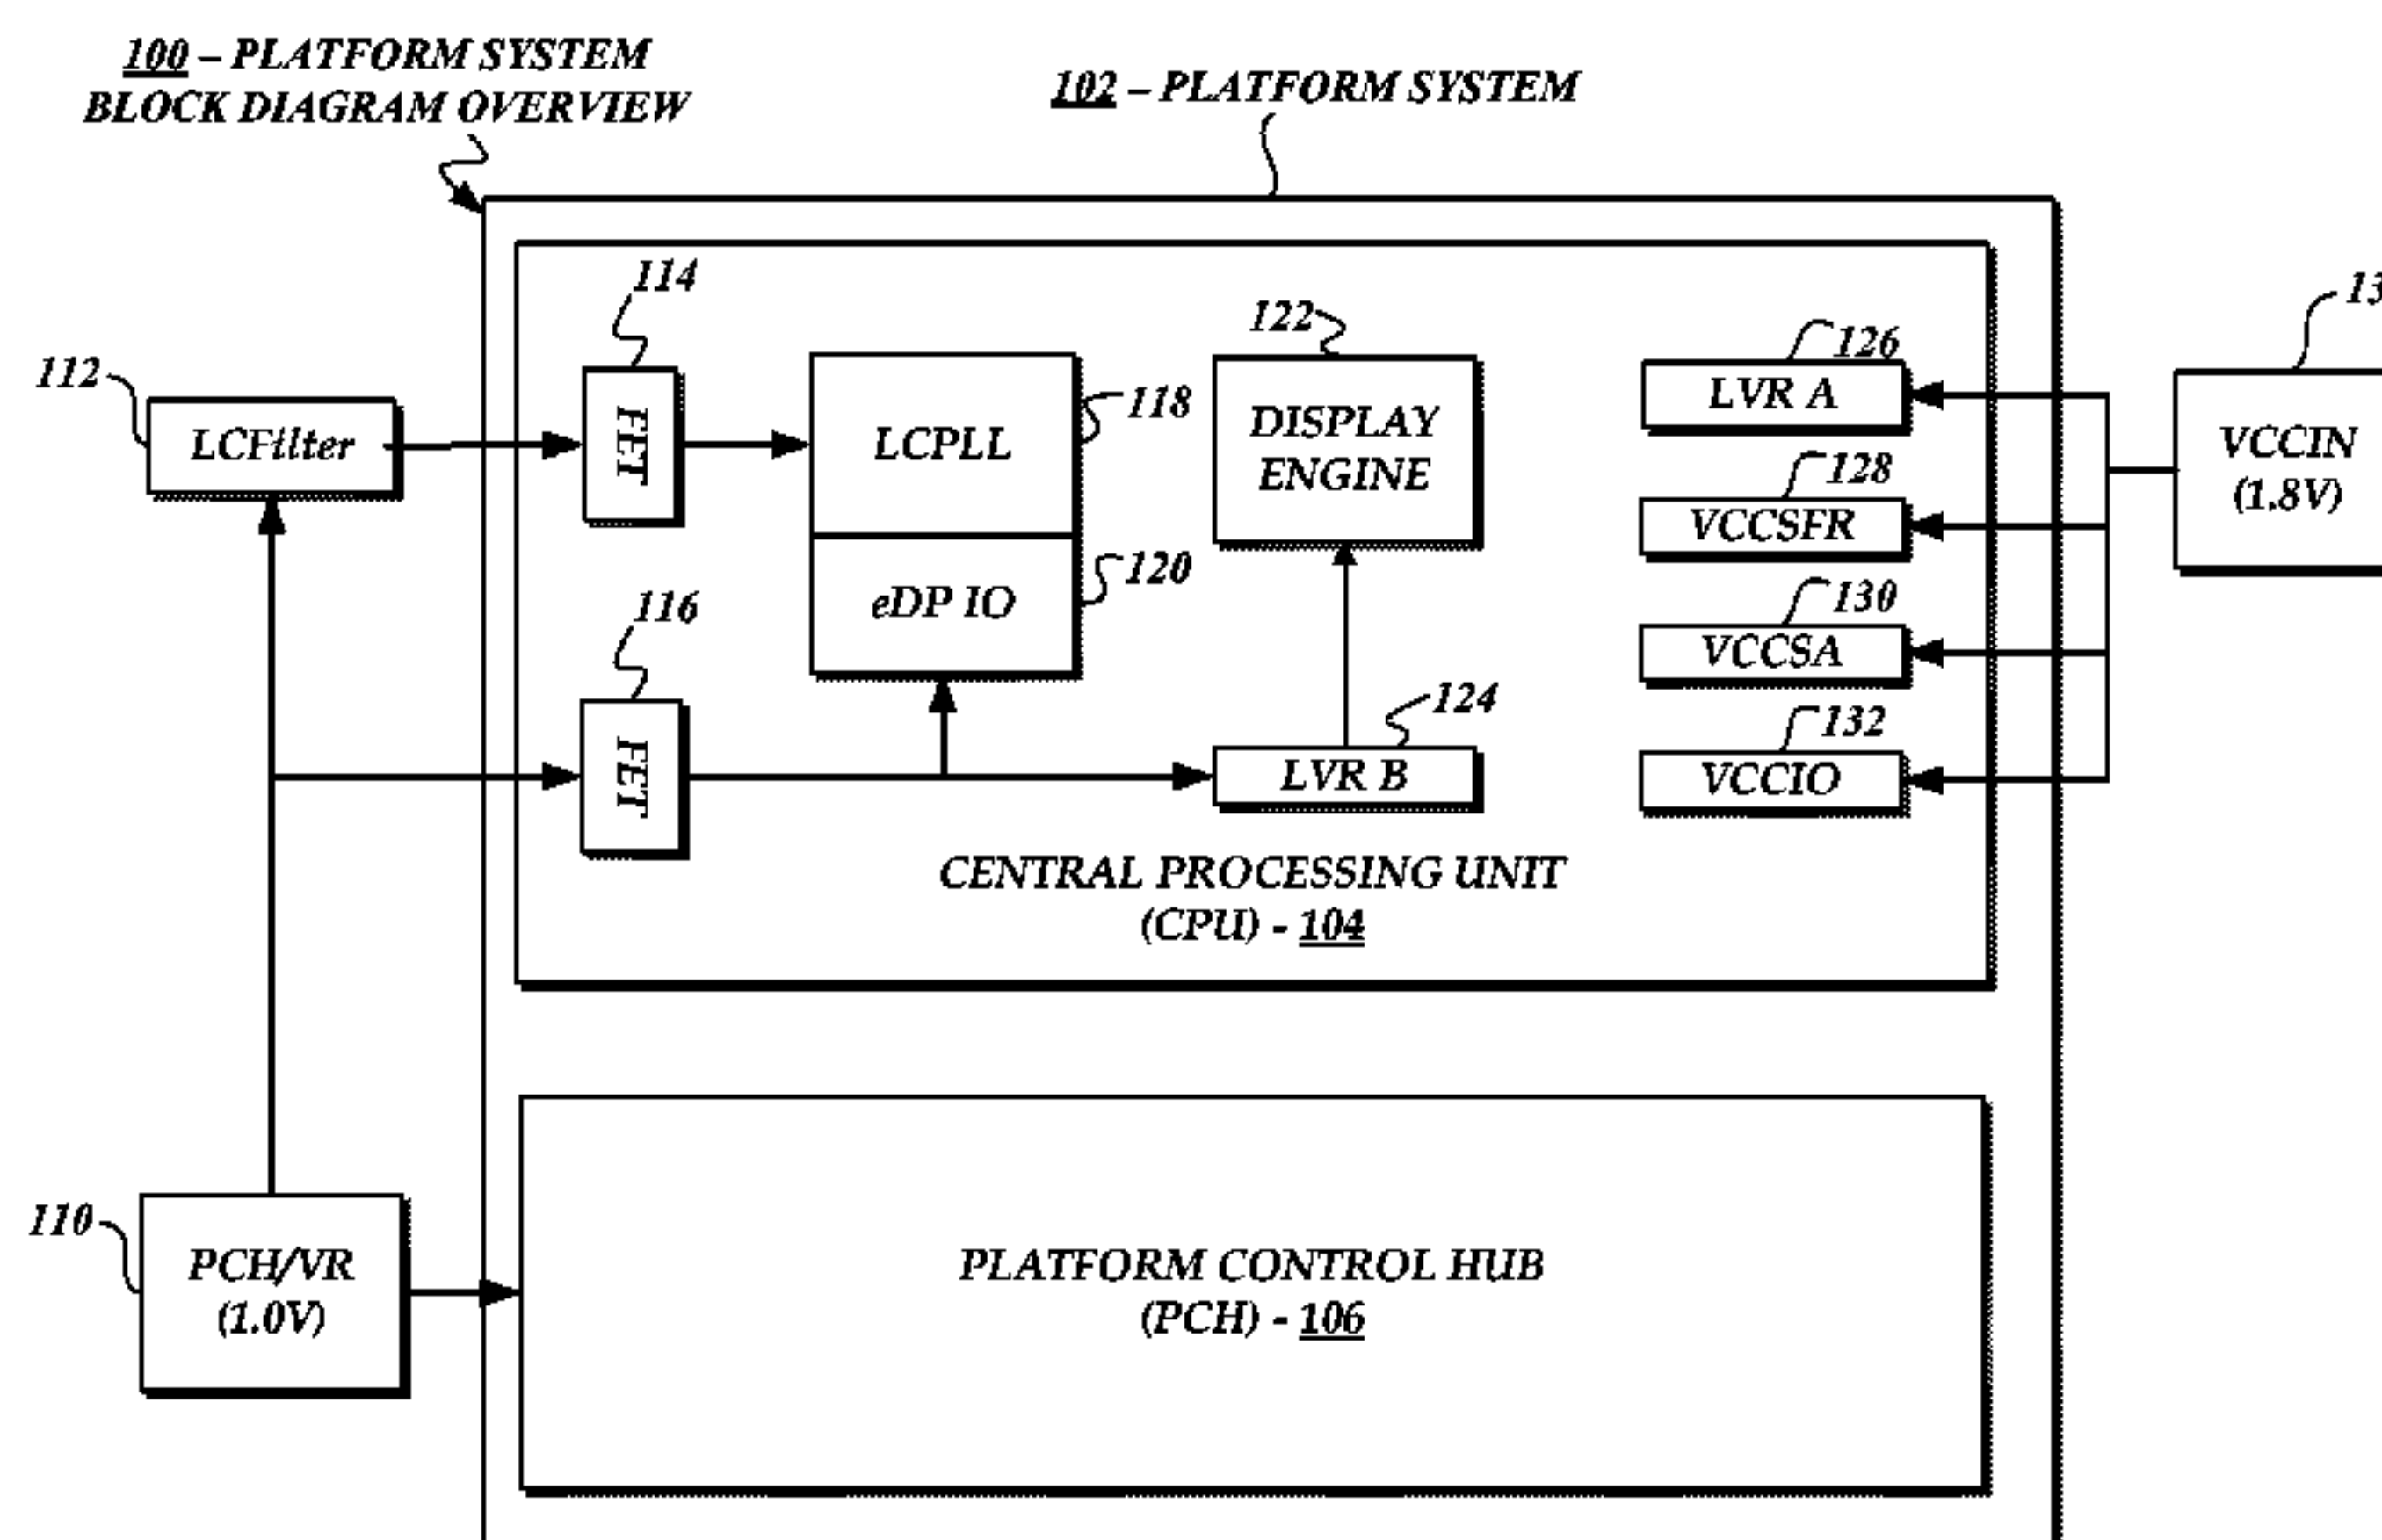 100 – PLATFORM SYSTEM
BLOCK DIAGRAM OVERVIEW
102 – PLATFORM SYSTEM
114
122
126
112
LCFilter
FET
LCPLL
118
DISPLAY
ENGINE
LVR A
128
VCCSFR
VCCIN
(1.8V)
116
eDP IO
120
130
VCCSA
124
132
FET
LVR B
VCCIO
CENTRAL PROCESSING UNIT
(CPU) - 104
110
PCH/VR
(1.0V)
PLATFORM CONTROL HUB
(PCH) - 106